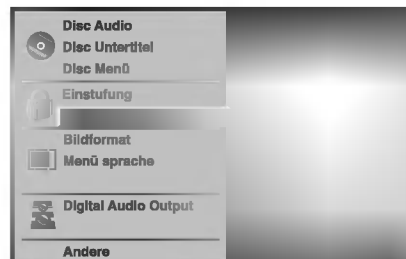 Disc Audio
Disc Untertitel
Disc Menü
Einstufung
Bildformat
Menü sprache
Digital Audio Output
Andere